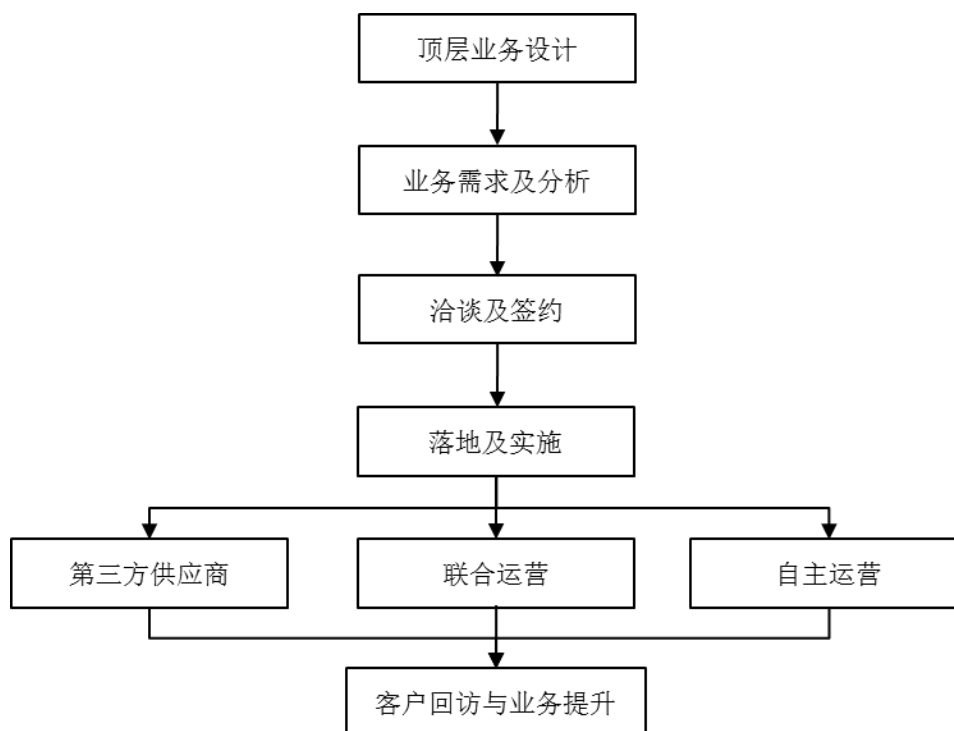 顶层业务设计
业务需求及分析
洽谈及签约
落地及实施
第三方供应商
联合运营
自主运营
客户回访与业务提升